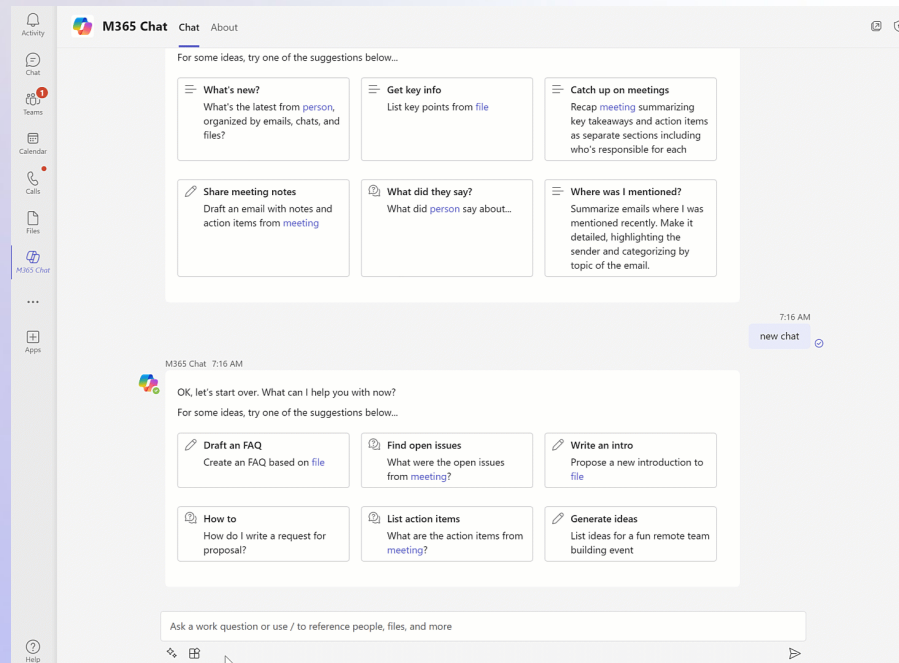 M365 Chat
Chat
About
Activity
Chat
1
Teams
Calendar
Calls
Files
M365 Chat
Apps
Help
For some ideas, try one of the suggestions below...
What's new?
What's the latest from person,
organized by emails, chats, and
files?
Get key info
List key points from file
Catch up on meetings
Recap meeting summarizing
key takeaways and action items
as separate sections including
who's responsible for each
Share meeting notes
Draft an email with notes and
action items from meeting
What did they say?
What did person say about...
Where was I mentioned?
Summarize emails where I was
mentioned recently. Make it
detailed, highlighting the
sender and categorizing by
topic of the email.
7:16 AM
new chat
M365 Chat 7:16 AM
OK, let's start over. What can I help you with now?
For some ideas, try one of the suggestions below...
Draft an FAQ
Create an FAQ based on file
Find open issues
What were the open issues
from meeting?
Write an intro
Propose a new introduction to
file
How to
How do I write a request for
proposal?
List action items
What are the action items from
meeting?
Generate ideas
List ideas for a fun remote team
building event
Ask a work question or use / to reference people, files, and more